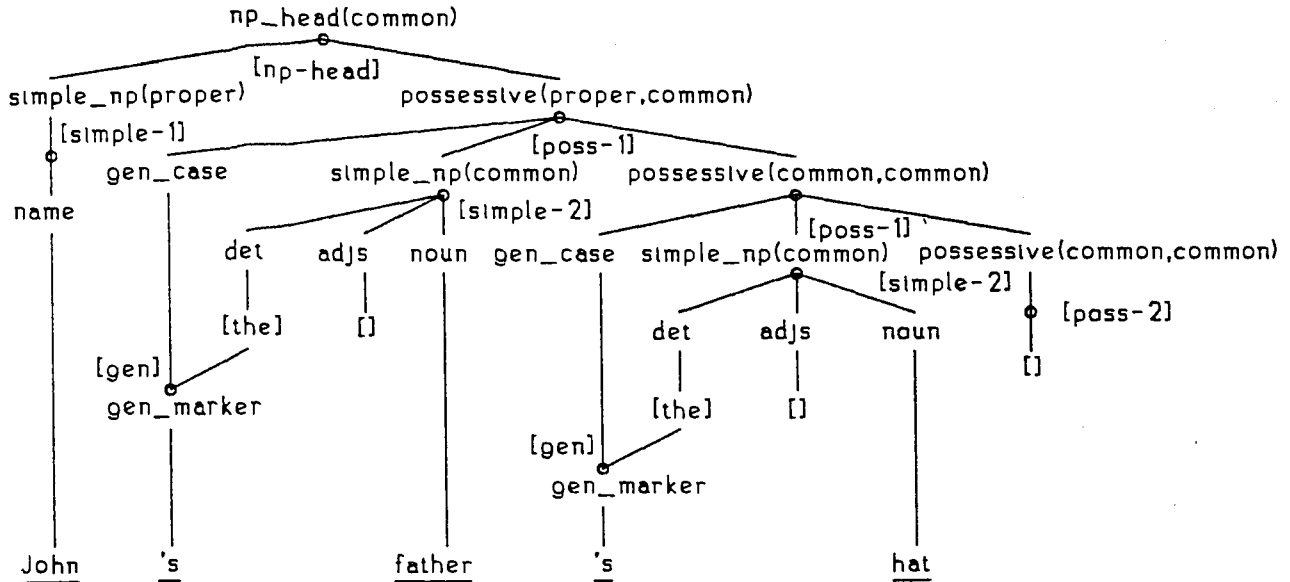 np_head(common)
[np-head]
simple_np(proper) possessive(proper,common)
[simple-1] [poss-1]
gen_case simple_np(common) possessive(common,common)
name [simple-2] [poss-1]
det adjs noun gen_case simple_np(common) possessive(common,common)
[simple-2]
[the] [] det adjs noun [poss-2]
[gen] []
gen_marker [the] []
[gen]
gen_marker
John 's father 's hat